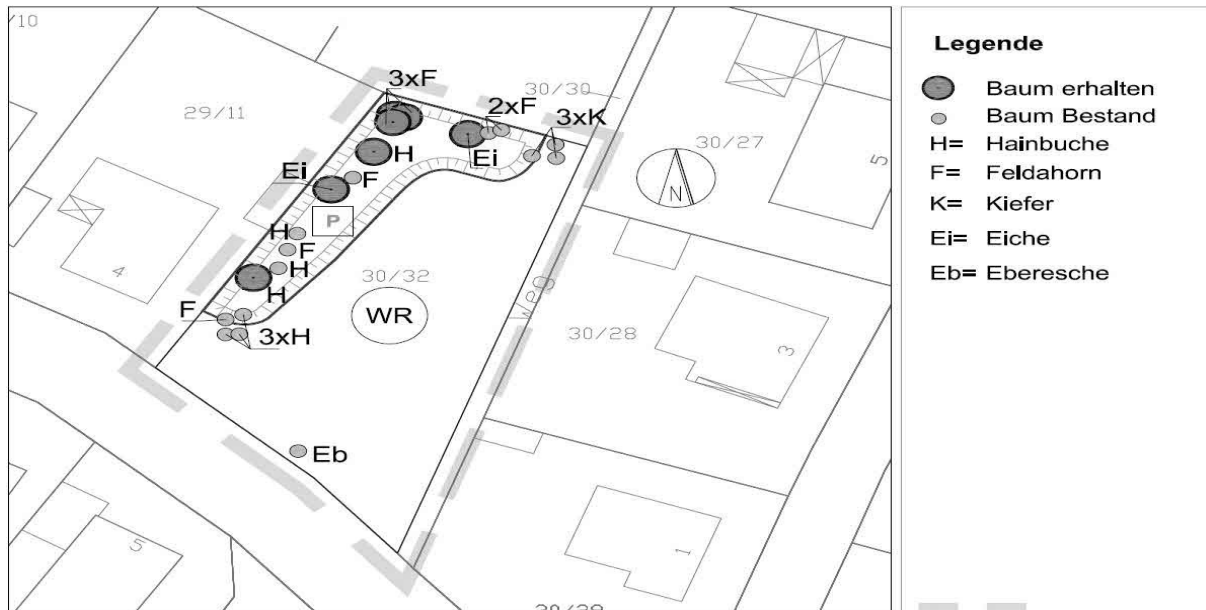 /10
29/11
3xF
30/30
2xF
3xK
30/27
5
H
Ei
Ei
F
N
P
H
F
4
H
30/32
H
WR
Weg
F
3xH
30/28
3
Eb
5
1
Legende
Baum erhalten
Baum Bestand
H= Hainbuche
F= Feldahorn
K= Kiefer
Ei= Eiche
Eb= Eberesche